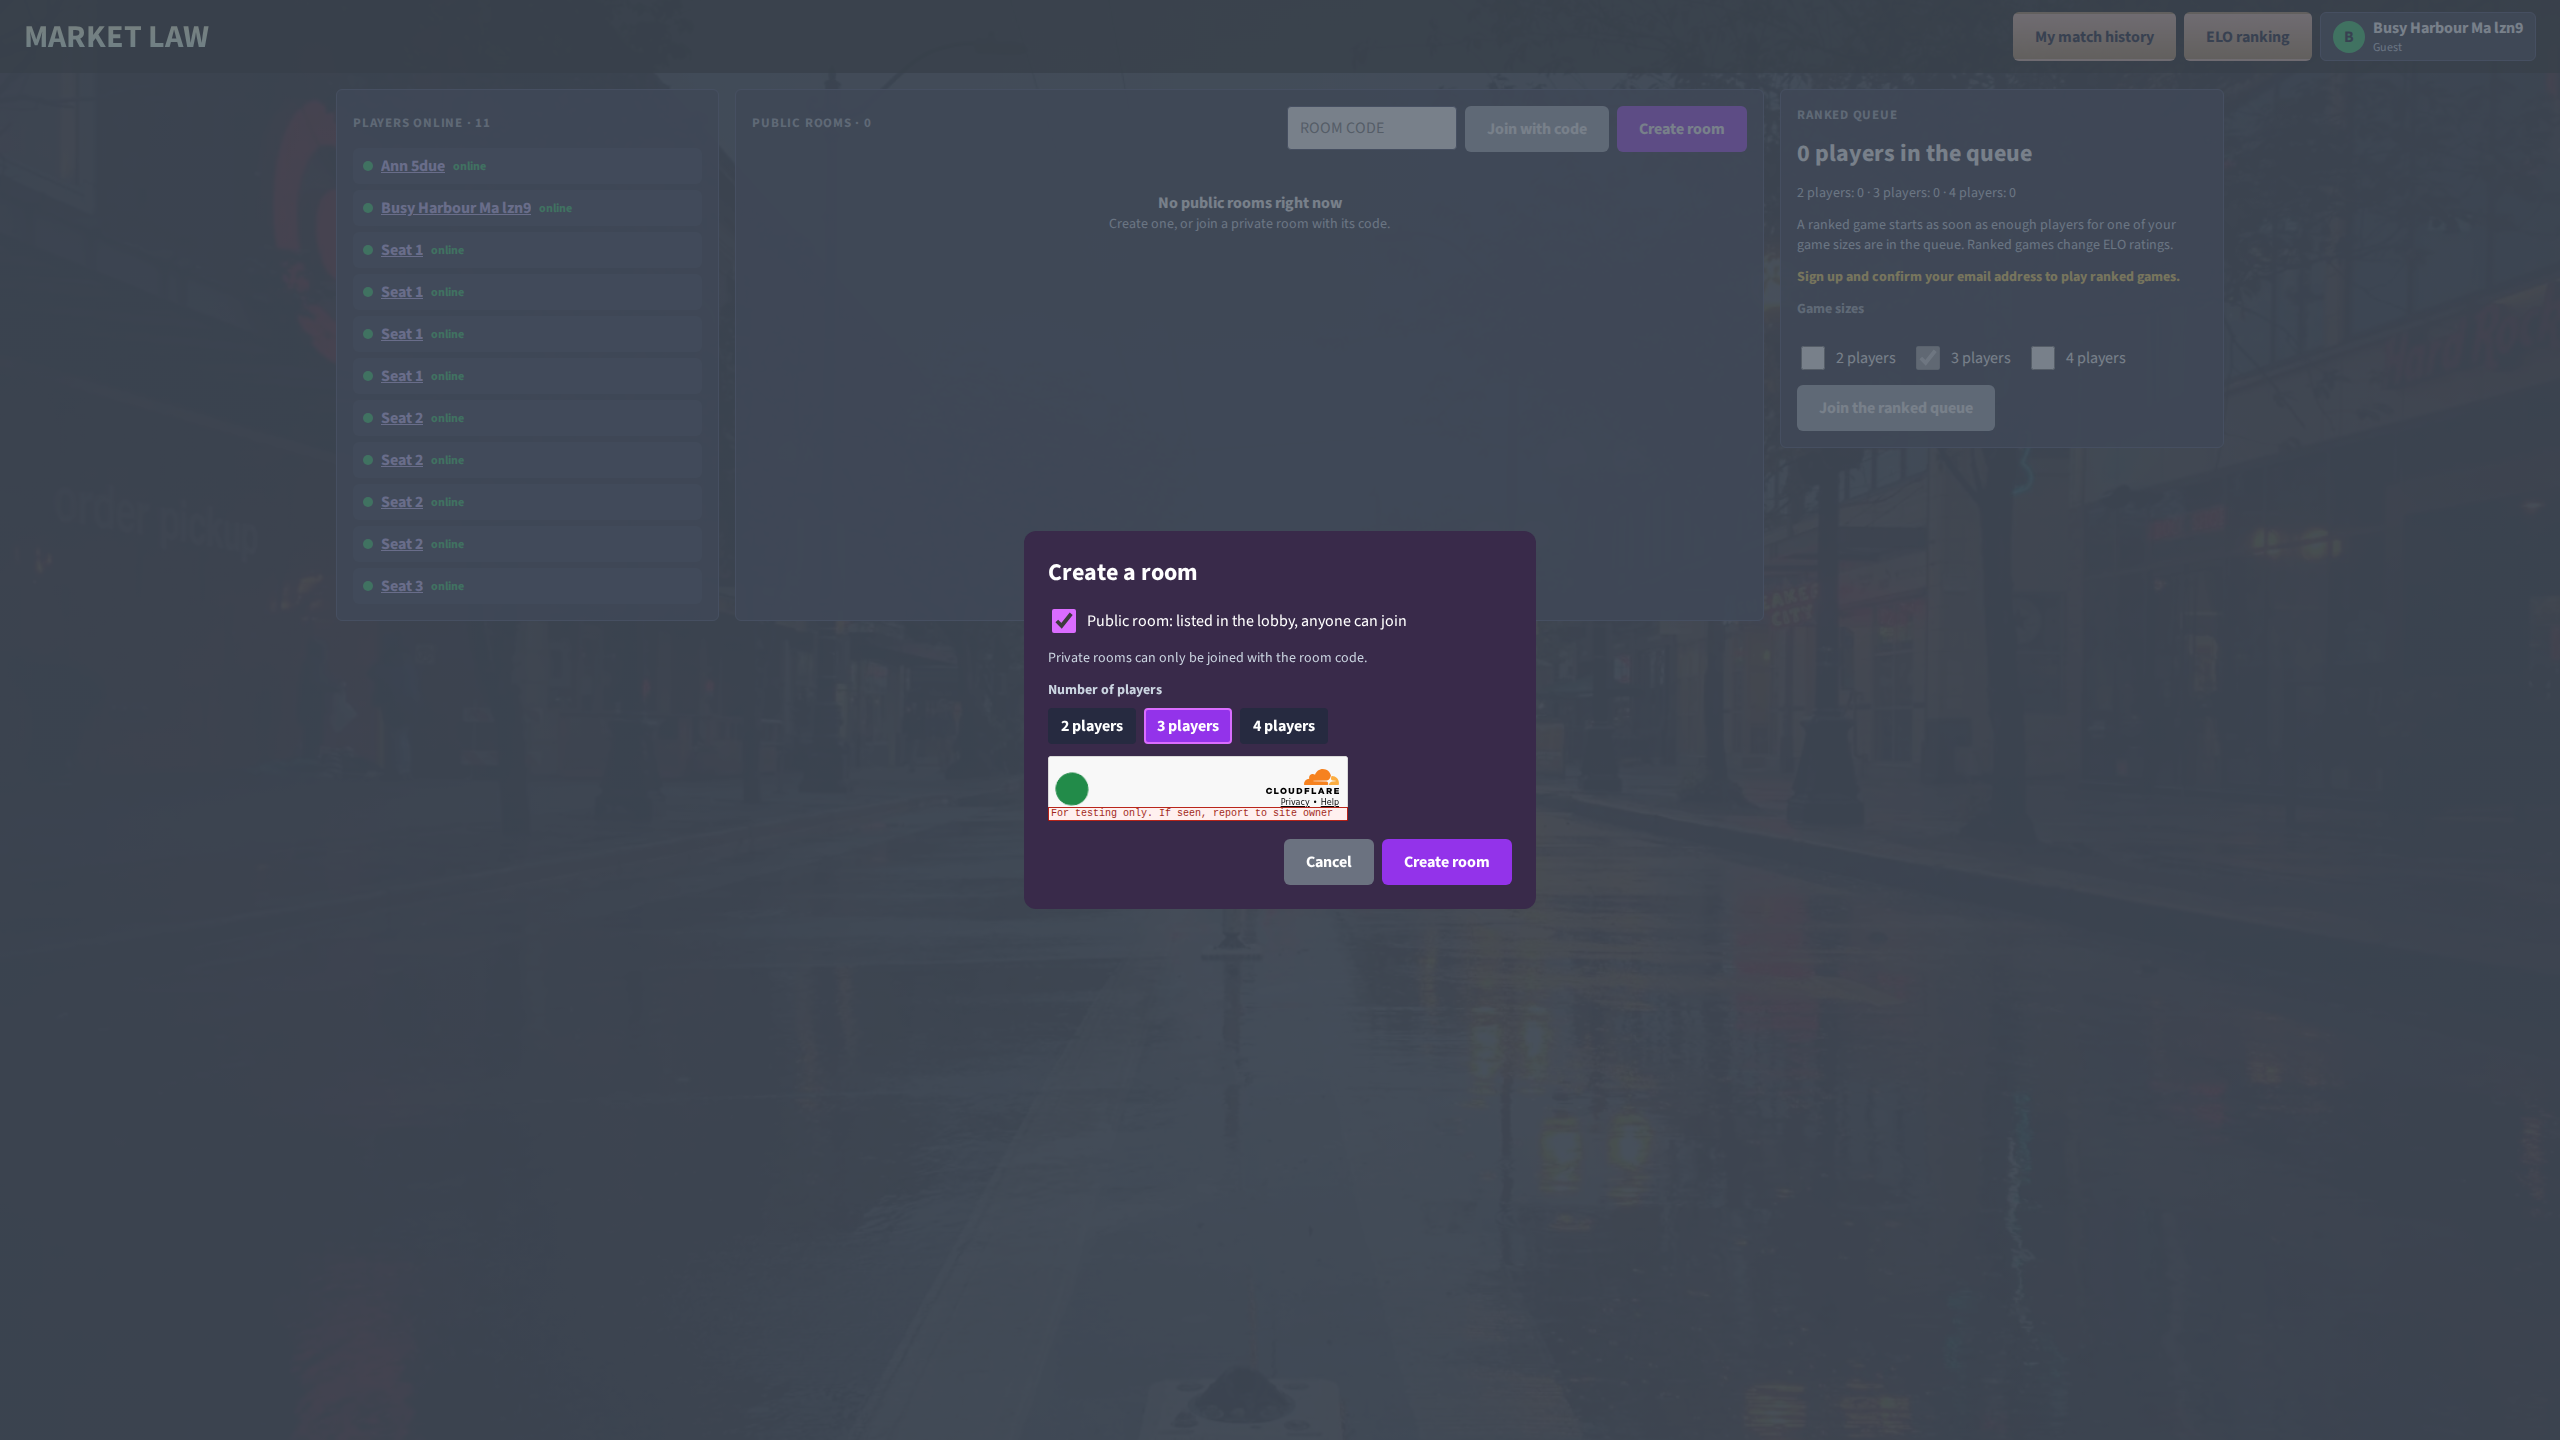 MARKET LAW
My match history
ELO ranking
B
Busy Harbour Ma lzn9
Guest
PLAYERS ONLINE · 11
Ann 5due online
Busy Harbour Ma lzn9 online
Seat 1 online
Seat 1 online
Seat 1 online
Seat 1 online
Seat 2 online
Seat 2 online
Seat 2 online
Seat 2 online
Seat 3 online
PUBLIC ROOMS · 0
ROOM CODE
Join with code
Create room
No public rooms right now
Create one, or join a private room with its code.
RANKED QUEUE
0 players in the queue
2 players: 0 · 3 players: 0 · 4 players: 0
A ranked game starts as soon as enough players for one of your
game sizes are in the queue. Ranked games change ELO ratings.
Sign up and confirm your email address to play ranked games.
Game sizes
2 players
3 players
4 players
Join the ranked queue
order pickup
Create a room
Public room: listed in the lobby, anyone can join
Private rooms can only be joined with the room code.
Number of players
2 players
3 players
4 players
CLOUDFLARE
Privacy • Help
For testing only. If seen, report to site owner
Cancel
Create room